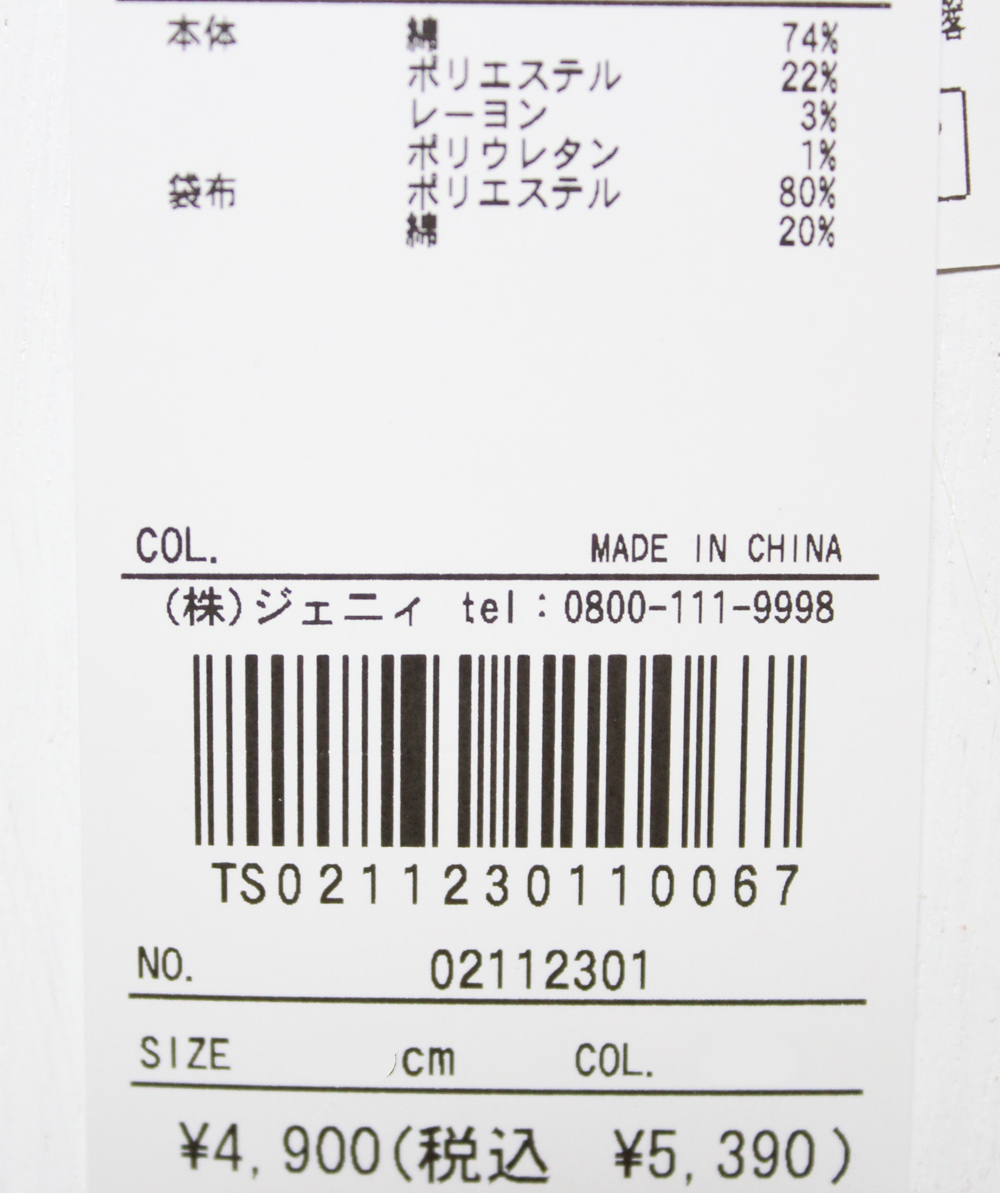 本体 綿 74%
ポリエステル 22%
レーヨン 3%
ポリウレタン 1%
袋布 ポリエステル 80%
綿 20%
COL. MADE IN CHINA
(株)ジェニィ tel:0800-111-9998
TS0211230110067
NO. 02112301
SIZE cm COL.
¥4,900(税込 ¥5,390)